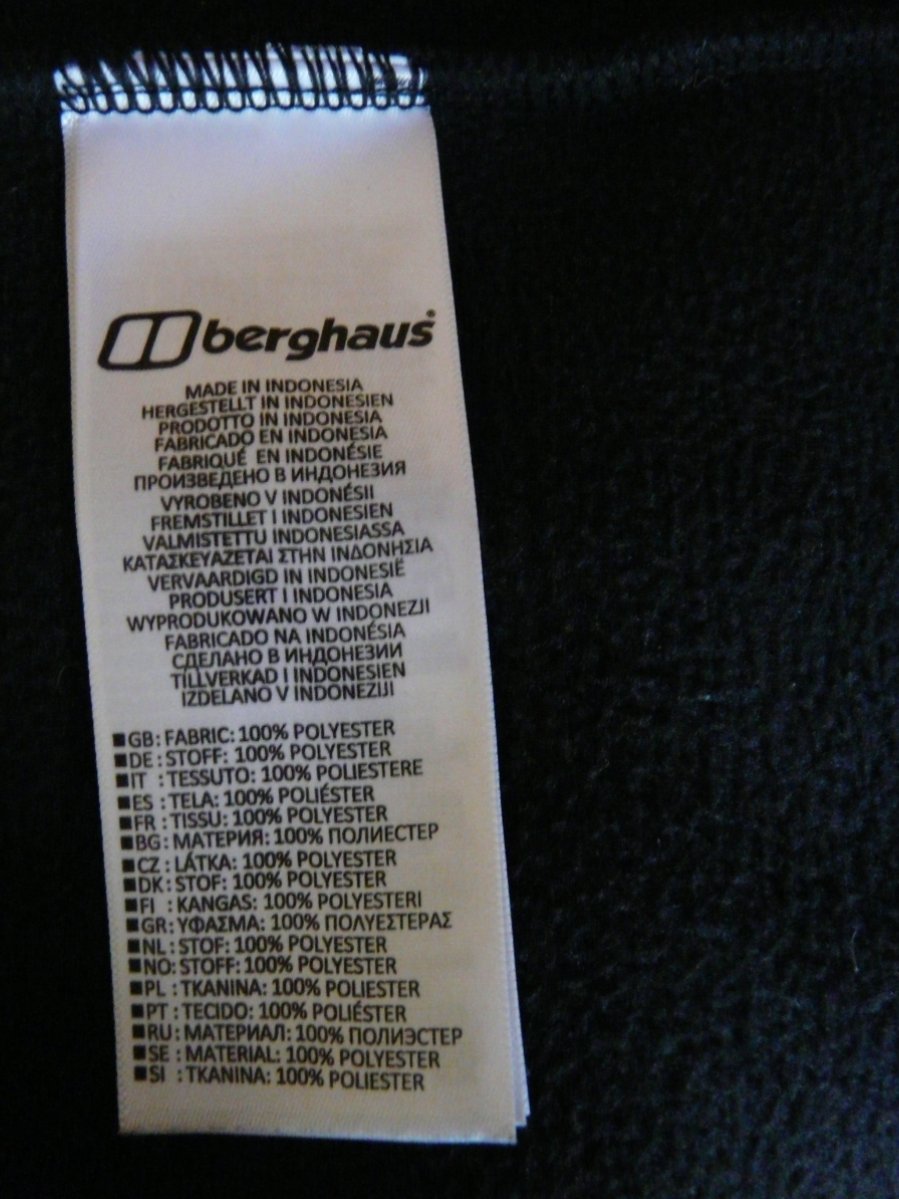 berghaus®
MADE IN INDONESIA
HERGESTELLT IN INDONESIEN
PRODOTTO IN INDONESIA
FABRICADO EN INDONESIA
FABRIQUÉ EN INDONÉSIE
ПРОИЗВЕДЕНО В ИНДОНЕЗИЯ
VYROBENO V INDONÉSII
FREMSTILLET I INDONESIEN
VALMISTETTU INDONESIASSA
ΚΑΤΑΣΚΕΥΑΖΕΤΑΙ ΣΤΗΝ ΙΝΔΟΝΗΣΙΑ
VERVAARDIGD IN INDONESIË
PRODUSERT I INDONESIA
WYPRODUKOWANO W INDONEZJI
FABRICADO NA INDONÉSIA
СДЕЛАНО В ИНДОНЕЗИИ
TILLVERKAD I INDONESIEN
IZDELANO V INDONEZIJI
■GB: FABRIC: 100% POLYESTER
■DE: STOFF: 100% POLYESTER
■IT : TESSUTO: 100% POLIESTERE
■ES : TELA: 100% POLIÉSTER
■FR : TISSU: 100% POLYESTER
■BG: МАТЕРИЯ: 100% ПОЛИЕСТЕР
■CZ : LÁTKA: 100% POLYESTER
■DK: STOF: 100% POLYESTER
■FI : KANGAS: 100% POLYESTERI
■GR: ΥΦΑΣΜΑ: 100% ΠΟΛΥΕΣΤΕΡΑΣ
■NL : STOF: 100% POLYESTER
■NO: STOFF: 100% POLYESTER
■PL : TKANINA: 100% POLIESTER
■PT : TECIDO: 100% POLIÉSTER
■RU: МАТЕРИАЛ: 100% ПОЛИЭСТЕР
■SE : MATERIAL: 100% POLYESTER
■SI : TKANINA: 100% POLIESTER